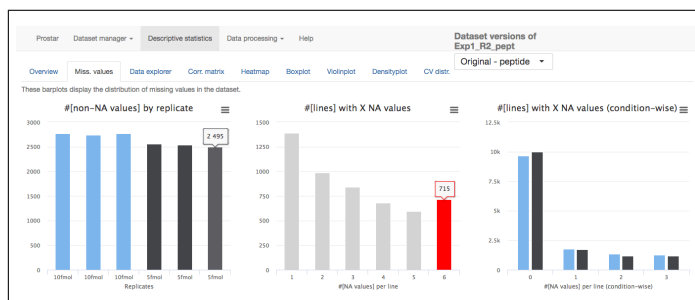 Prostar Dataset manager Descriptive statistics Data processing Help
Dataset versions of
Exp1_R2_pept
Original - peptide
Overview Miss. values Data explorer Corr. matrix Heatmap Boxplot Violinplot Densityplot CV distr.
These barplots display the distribution of missing values in the dataset.
#[non-NA values] by replicate
3000
2500
2000
1500
1000
500
0
2 495
10fmol 10fmol 10fmol 5fmol 5fmol 5fmol
Replicates
#[lines] with X NA values
1500
1250
1000
750
500
250
0
715
1 2 3 4 5 6
#[NA values] per line
#[lines] with X NA values (condition-wise)
12.5k
10k
7.5k
5k
2.5k
0
0 1 2 3
#[NA values] per line (condition-wise)